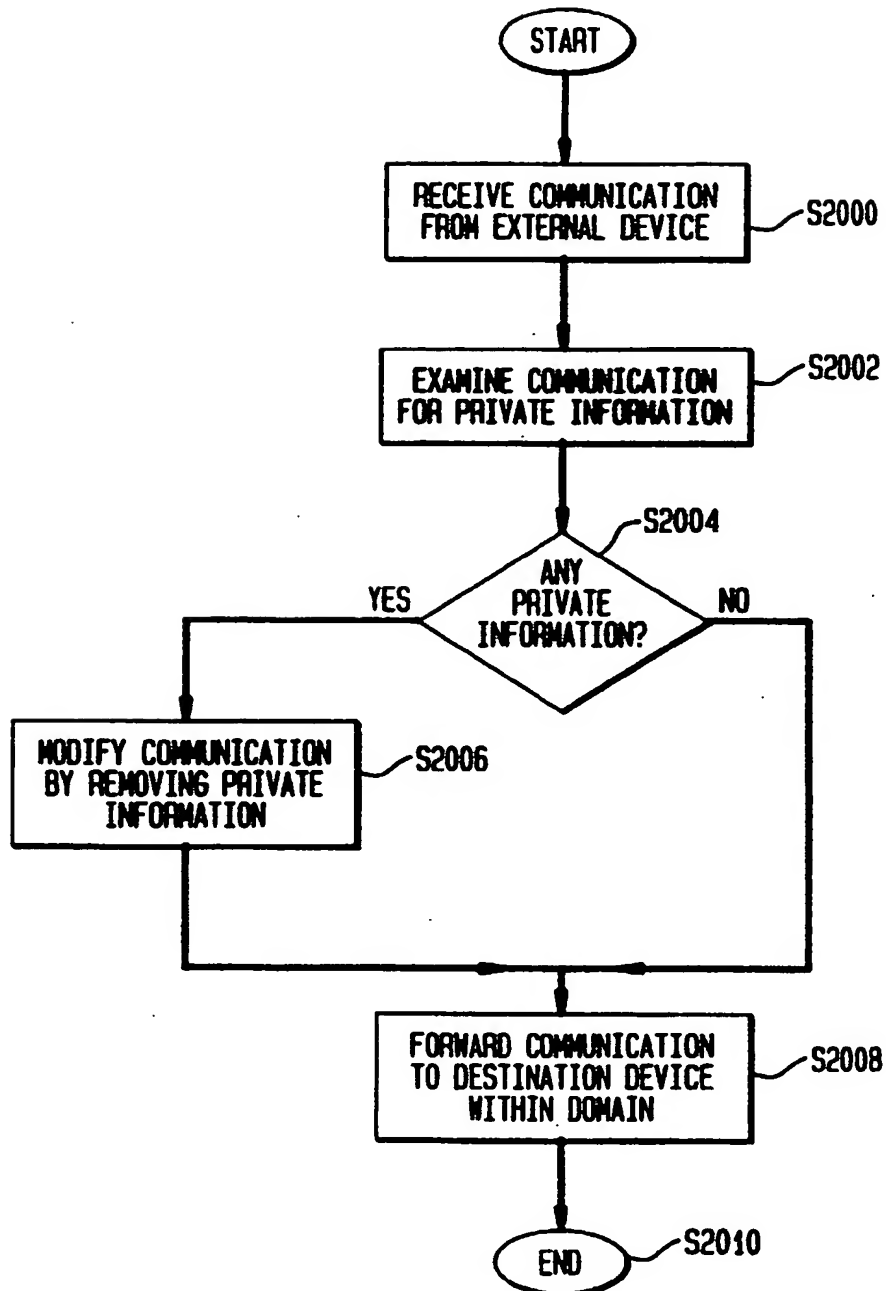 START
RECEIVE COMMUNICATION
FROM EXTERNAL DEVICE
S2000
EXAMINE COMMUNICATION
FOR PRIVATE INFORMATION
S2002
S2004
ANY
PRIVATE
INFORMATION?
YES
NO
MODIFY COMMUNICATION
BY REMOVING PRIVATE
INFORMATION
S2006
FORWARD COMMUNICATION
TO DESTINATION DEVICE
WITHIN DOMAIN
S2008
END
S2010